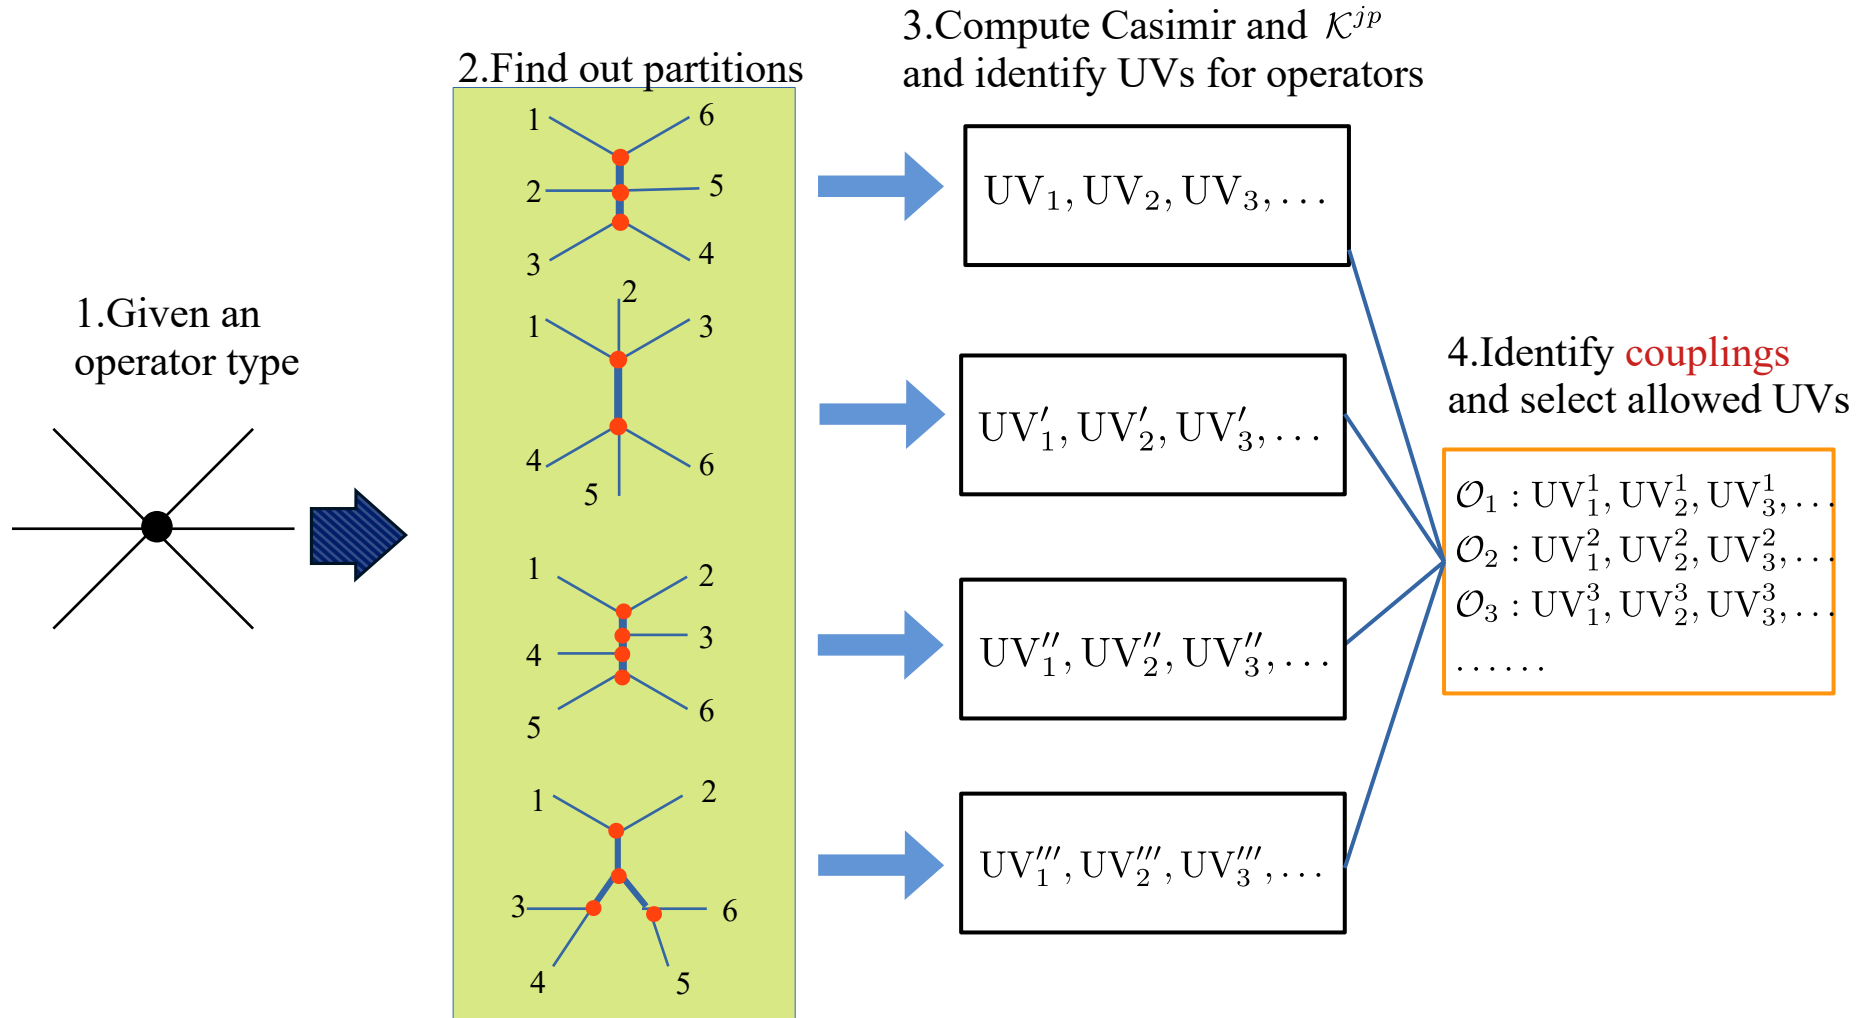 1.Given an
operator type
2.Find out partitions
1 6
2 5
3 4
2
1 3
4 6
5
1 2
3
4
5 6
1 2
3 6
4 5
3.Compute Casimir and 𝒦^{jp}
and identify UVs for operators
UV₁, UV₂, UV₃, . . .
UV′₁, UV′₂, UV′₃, . . .
UV″₁, UV″₂, UV″₃, . . .
UV‴₁, UV‴₂, UV‴₃, . . .
4.Identify couplings
and select allowed UVs
𝒪₁ : UV¹₁, UV¹₂, UV¹₃, . . .
𝒪₂ : UV²₁, UV²₂, UV²₃, . . .
𝒪₃ : UV³₁, UV³₂, UV³₃, . . .
. . . . . .